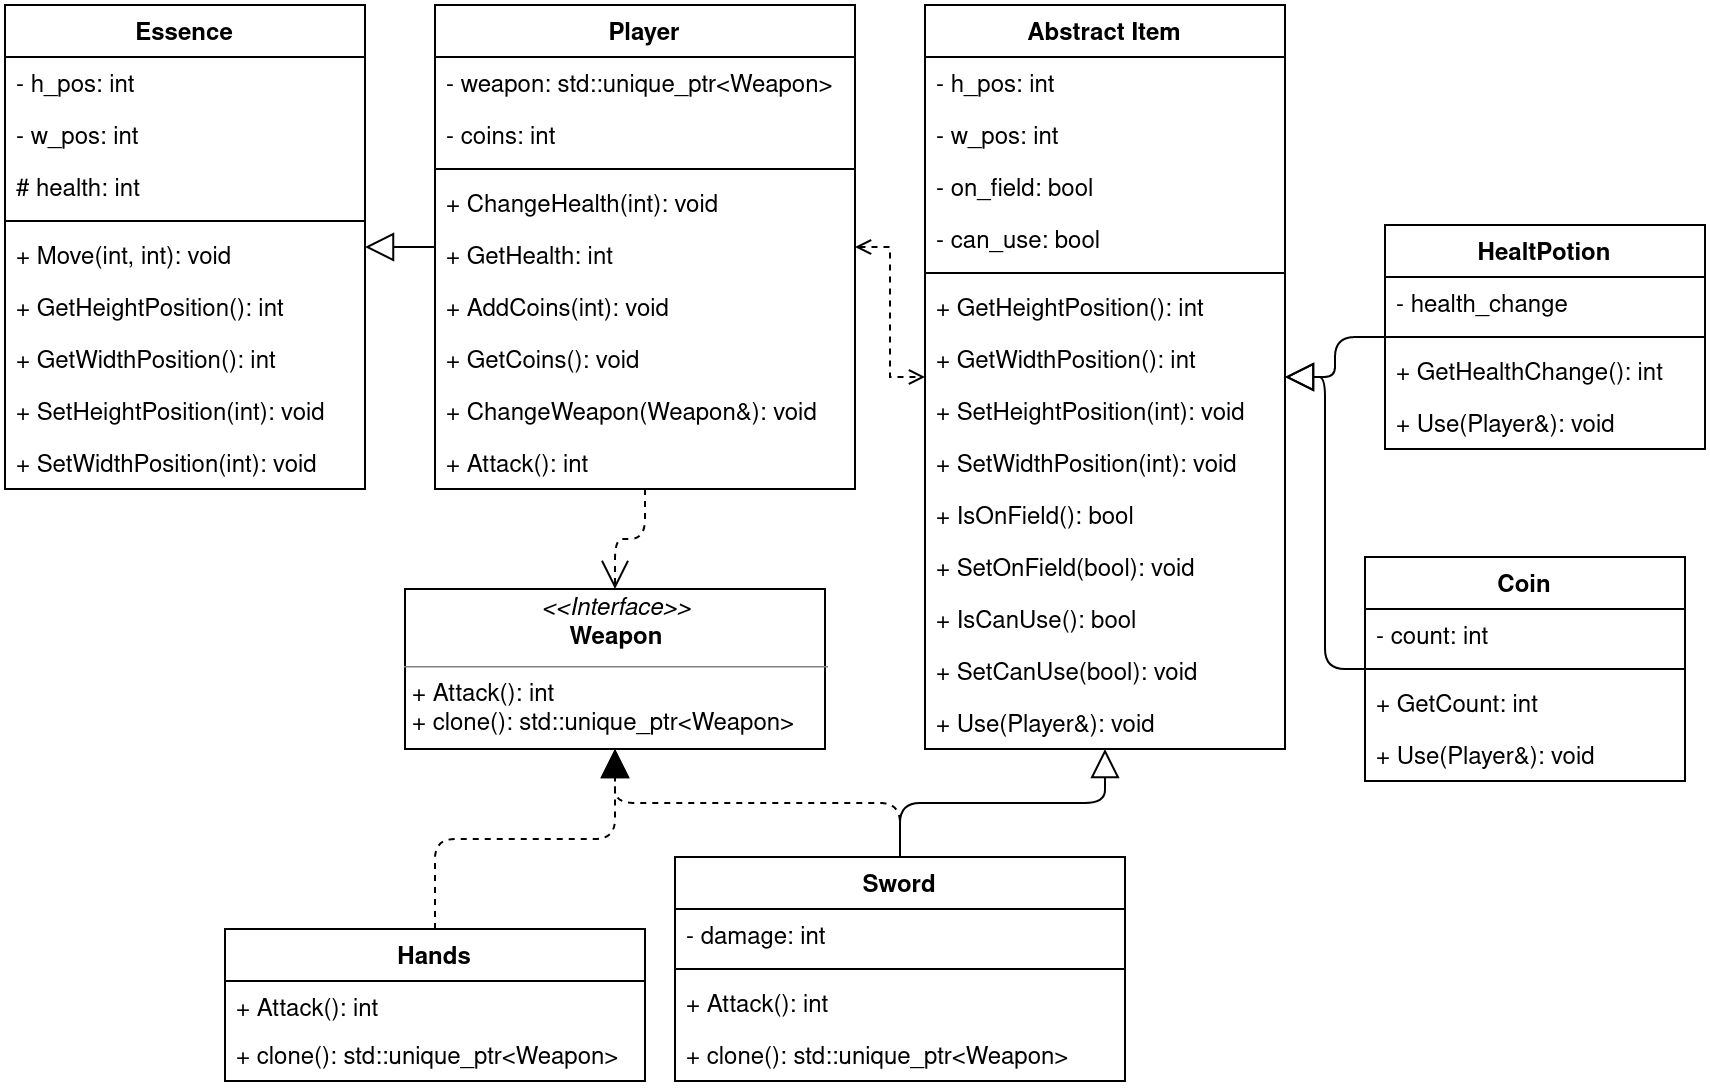 Essence
- h_pos: int
- w_pos: int
# health: int
+ Move(int, int): void
+ GetHeightPosition(): int
+ GetWidthPosition(): int
+ SetHeightPosition(int): void
+ SetWidthPosition(int): void
Player
- weapon: std::unique_ptr<Weapon>
- coins: int
+ ChangeHealth(int): void
+ GetHealth: int
+ AddCoins(int): void
+ GetCoins(): void
+ ChangeWeapon(Weapon&): void
+ Attack(): int
Abstract Item
- h_pos: int
- w_pos: int
- on_field: bool
- can_use: bool
+ GetHeightPosition(): int
+ GetWidthPosition(): int
+ SetHeightPosition(int): void
+ SetWidthPosition(int): void
+ IsOnField(): bool
+ SetOnField(bool): void
+ IsCanUse(): bool
+ SetCanUse(bool): void
+ Use(Player&): void
HealtPotion
- health_change
+ GetHealthChange(): int
+ Use(Player&): void
Coin
- count: int
+ GetCount: int
+ Use(Player&): void
<<Interface>>
Weapon
+ Attack(): int
+ clone(): std::unique_ptr<Weapon>
Hands
+ Attack(): int
+ clone(): std::unique_ptr<Weapon>
Sword
- damage: int
+ Attack(): int
+ clone(): std::unique_ptr<Weapon>